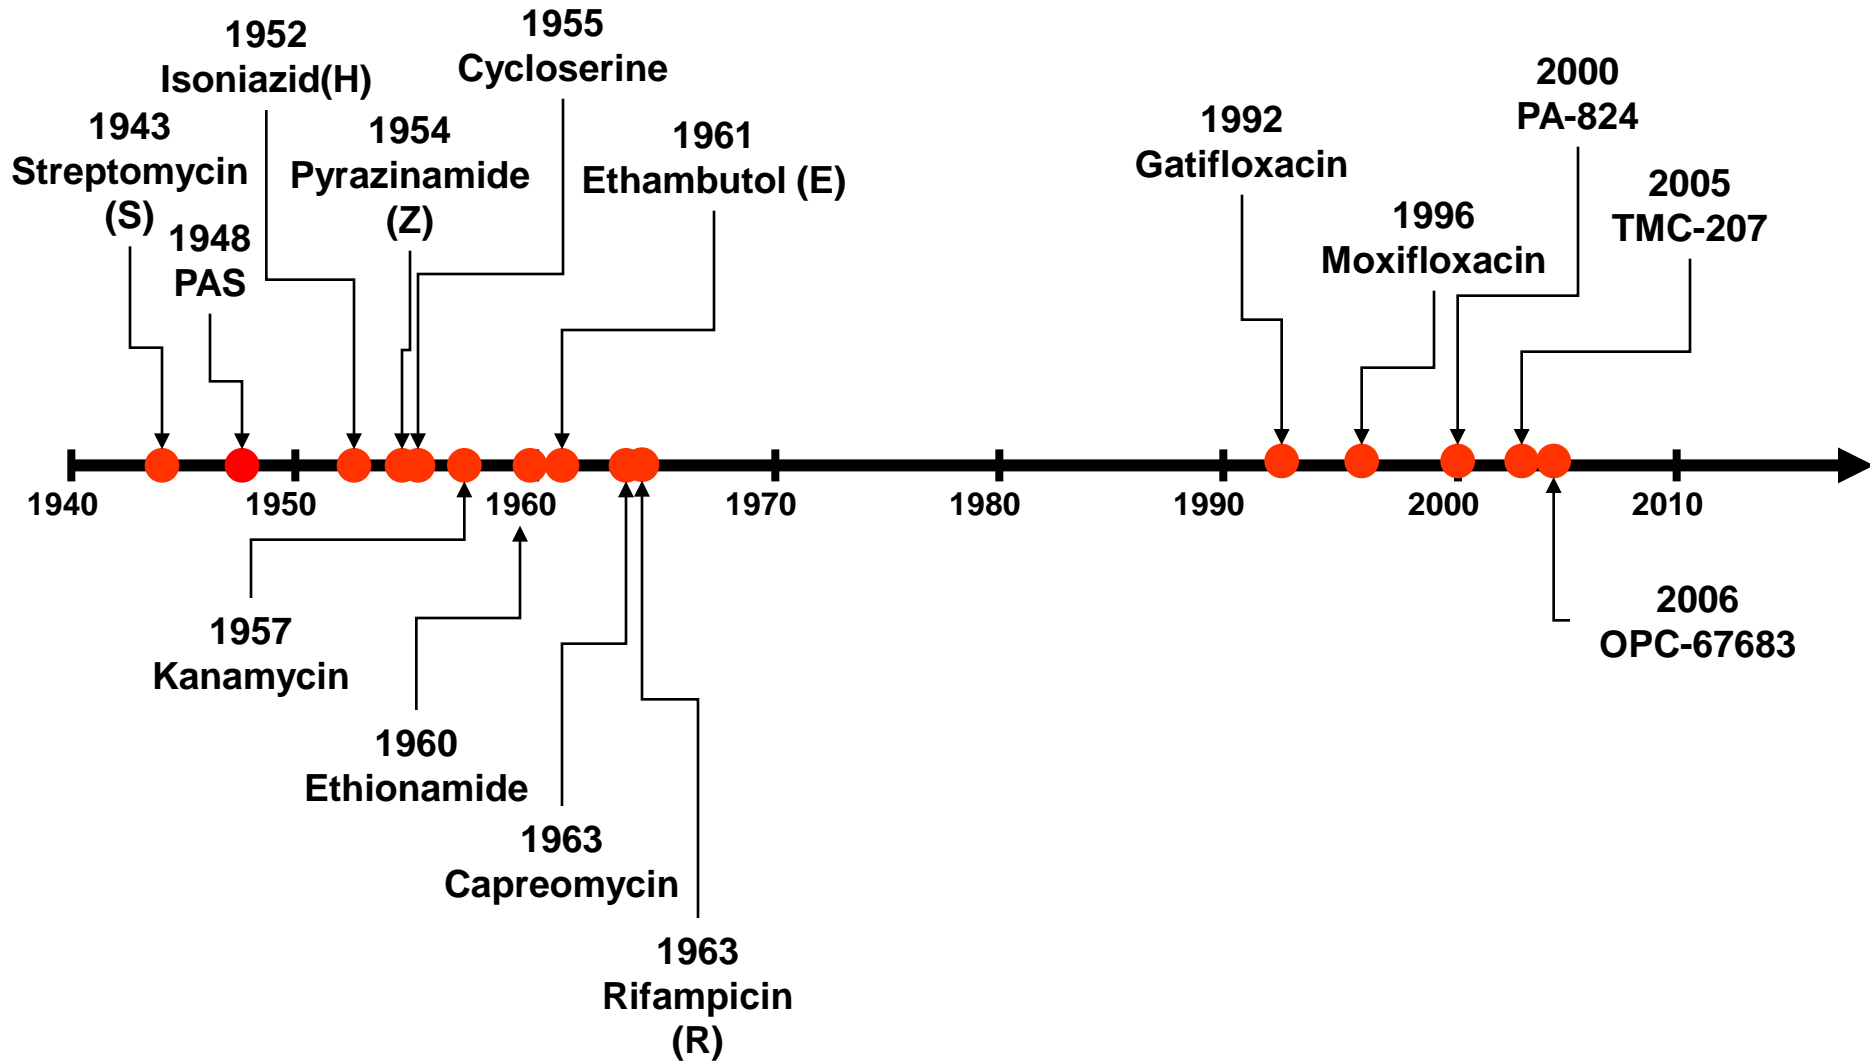 1943
Streptomycin
(S)
1948
PAS
1952
Isoniazid(H)
1954
Pyrazinamide
(Z)
1955
Cycloserine
1961
Ethambutol (E)
1992
Gatifloxacin
1996
Moxifloxacin
2000
PA-824
2005
TMC-207
1940
1950
1960
1970
1980
1990
2000
2010
1957
Kanamycin
1960
Ethionamide
1963
Capreomycin
1963
Rifampicin
(R)
2006
OPC-67683